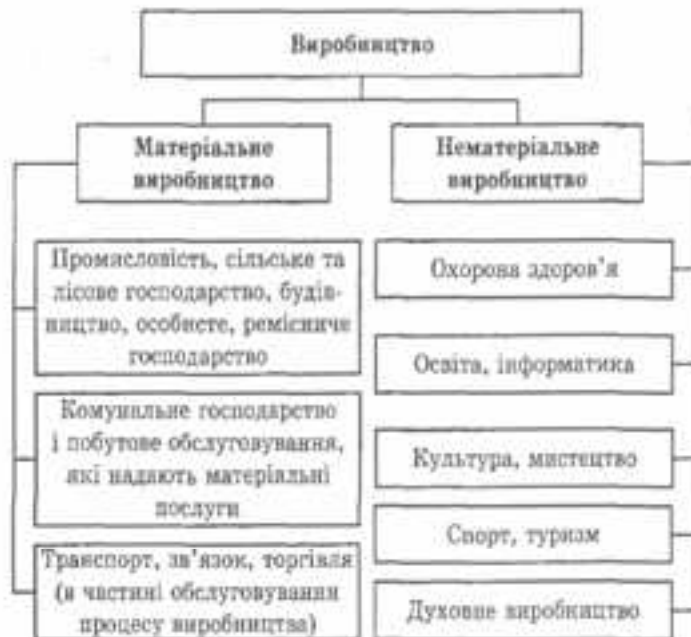 Виробництво
Матеріальне
виробництво
Нематеріальне
виробництво
Промисловість, сільське та
лісове господарство, будів-
ництво, особисте, ремісниче
господарство
Комунальне господарство
і побутове обслуговування,
які надають матеріальні
послуги
Транспорт, зв'язок, торгівля
(в частині обслуговування
процесу виробництва)
Охорона здоров'я
Освіта, інформатика
Культура, мистецтво
Спорт, туризм
Духовне виробництво